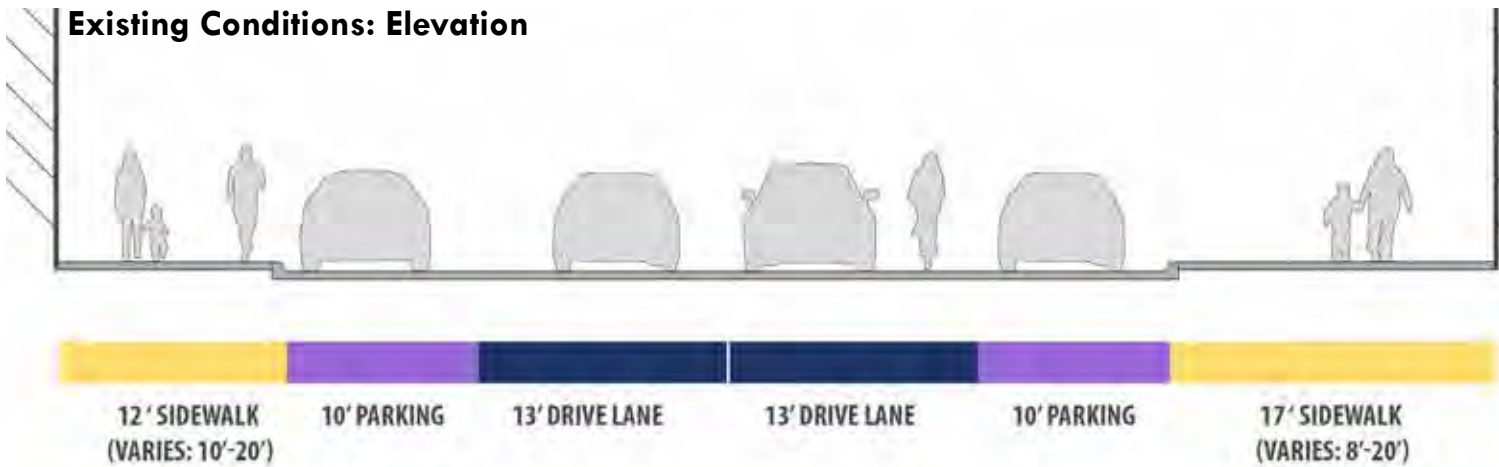 Existing Conditions: Elevation
12' SIDEWALK
(VARIES: 10'-20')
10' PARKING
13' DRIVE LANE
13' DRIVE LANE
10' PARKING
17' SIDEWALK
(VARIES: 8'-20')